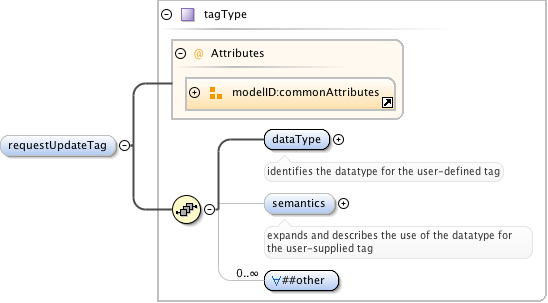 tagType
@ Attributes
modelID:commonAttributes
requestUpdateTag
dataType
identifies the datatype for the user-defined tag
semantics
expands and describes the use of the datatype for
the user-supplied tag
0..∞
∀##other